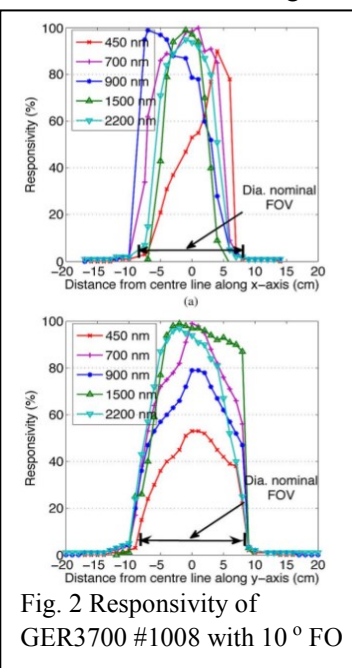 (a)
450 nm
700 nm
900 nm
1500 nm
2200 nm
Responsivity (%)
100
80
60
40
20
0
Dia. nominal
FOV
−20 −15 −10 −5 0 5 10 15 20
Distance from centre line along x−axis (cm)
(a)
450 nm
700 nm
900 nm
1500 nm
2200 nm
Responsivity (%)
100
80
60
40
20
0
Dia. nominal
FOV
−20 −15 −10 −5 0 5 10 15 20
Distance from centre line along y−axis (cm)
Fig. 2 Responsivity of
GER3700 #1008 with 10 º FO